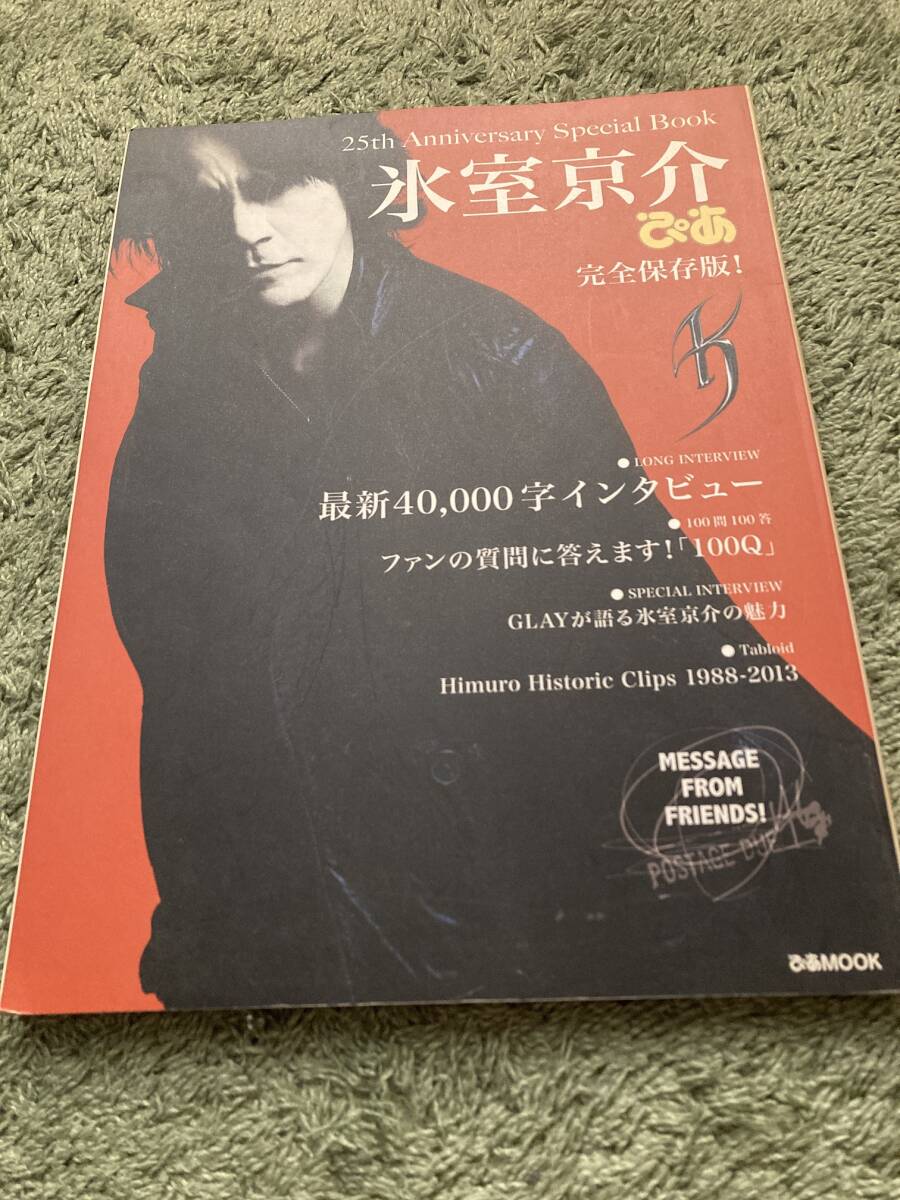 25th Anniversary Special Book
氷室京介
ぴあ
完全保存版!
● LONG INTERVIEW
最新40,000字インタビュー
● 100問100答
ファンの質問に答えます!「100Q」
● SPECIAL INTERVIEW
GLAYが語る氷室京介の魅力
● Tabloid
Himuro Historic Clips 1988-2013
MESSAGE
FROM
FRIENDS!
POSTAGE DUE
ぴあMOOK